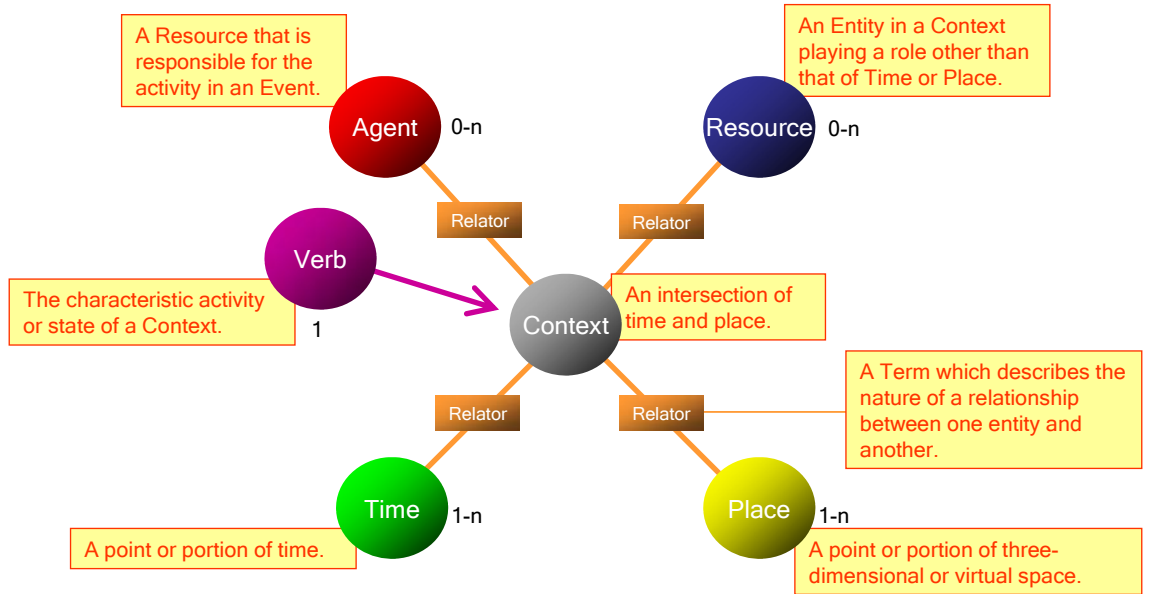 A Resource that is
responsible for the
activity in an Event.
An Entity in a Context
playing a role other than
that of Time or Place.
Agent
0-n
Resource
0-n
Relator
Relator
Verb
The characteristic activity
or state of a Context.
1
Context
An intersection of
time and place.
A Term which describes the
nature of a relationship
between one entity and
another.
Relator
Relator
Time
1-n
Place
1-n
A point or portion of time.
A point or portion of three-
dimensional or virtual space.